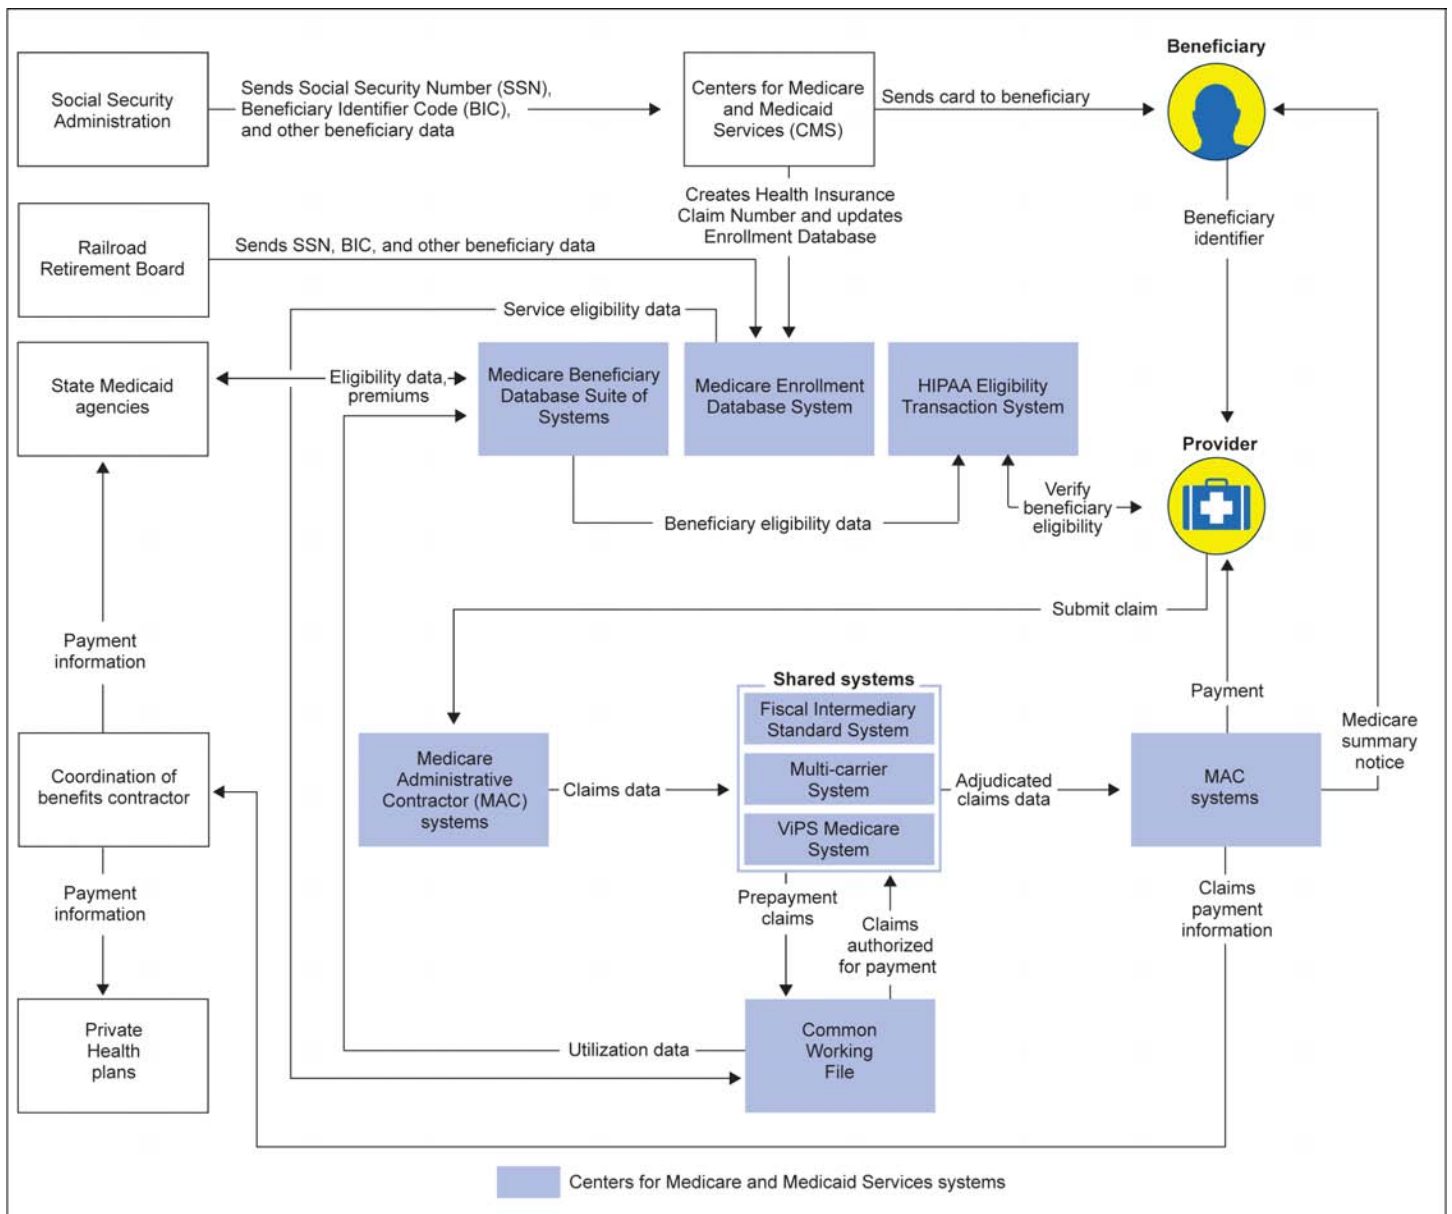 Beneficiary
Social Security
Administration
Sends Social Security Number (SSN),
Beneficiary Identifier Code (BIC),
and other beneficiary data
Centers for Medicare
and Medicaid
Services (CMS)
Sends card to beneficiary
Creates Health Insurance
Claim Number and updates
Enrollment Database
Beneficiary
identifier
Railroad
Retirement Board
Sends SSN, BIC, and other beneficiary data
Service eligibility data
State Medicaid
agencies
Eligibility data,
premiums
Medicare Beneficiary
Database Suite of
Systems
Medicare Enrollment
Database System
HIPAA Eligibility
Transaction System
Provider
Verify
beneficiary
eligibility
Beneficiary eligibility data
Submit claim
Payment
information
Shared systems
Fiscal Intermediary
Standard System
Multi-carrier
System
ViPS Medicare
System
Payment
Medicare
summary
notice
Coordination of
benefits contractor
Medicare
Administrative
Contractor (MAC)
systems
Claims data
Adjudicated
claims data
MAC
systems
Payment
information
Prepayment
claims
Claims
authorized
for payment
Claims
payment
information
Private
Health
plans
Utilization data
Common
Working
File
Centers for Medicare and Medicaid Services systems